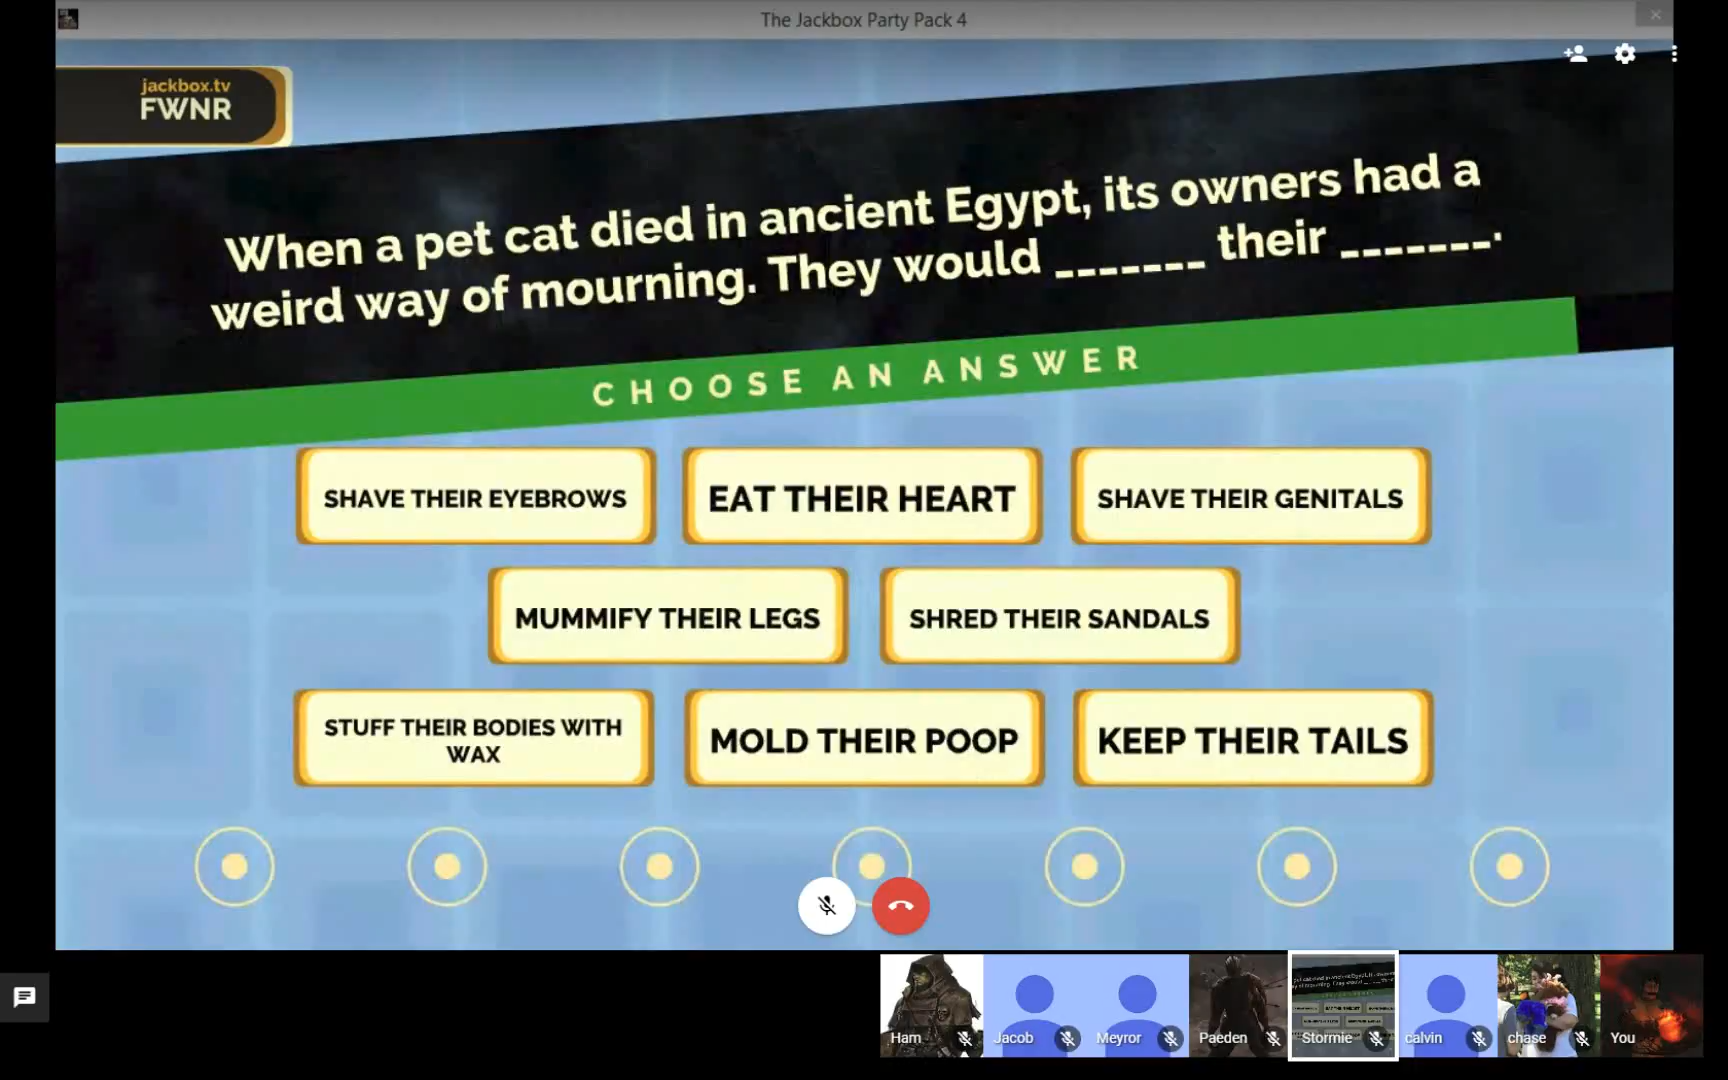 The Jackbox Party Pack 4
jackbox.tv
FWNR
When a pet cat died in ancient Egypt, its owners had a
weird way of mourning. They would _______ their _______.
CHOOSE AN ANSWER
SHAVE THEIR EYEBROWS
EAT THEIR HEART
SHAVE THEIR GENITALS
MUMMIFY THEIR LEGS
SHRED THEIR SANDALS
STUFF THEIR BODIES WITH
WAX
MOLD THEIR POOP
KEEP THEIR TAILS
Ham
Jacob
Meyror
Paeden
Stormie
calvin
chase
You